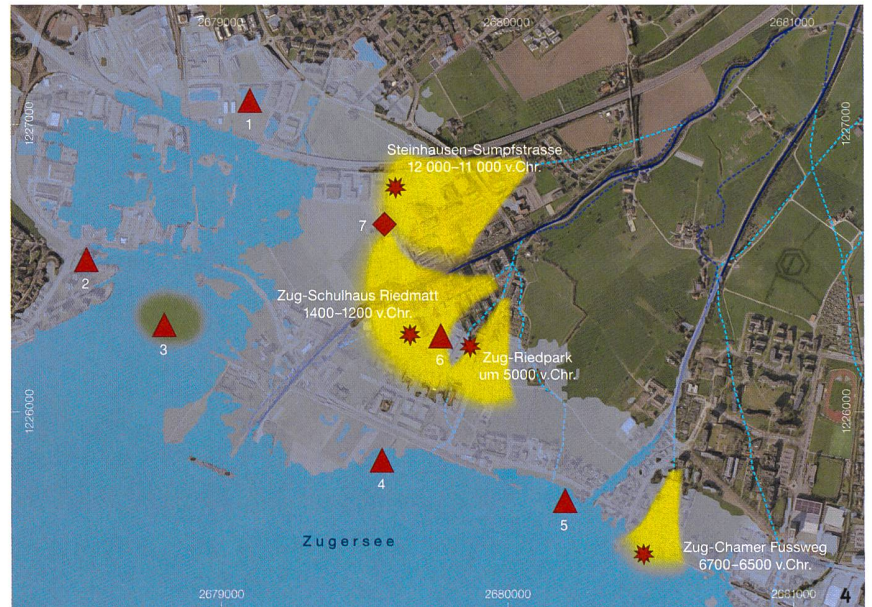 2679000
2680000
2681000
1227000
1227000
1
Steinhausen-Sumpfstrasse
12 000–11 000 v.Chr.
7
2
Zug-Schulhaus Riedmatt
1400–1200 v.Chr.
3
6
Zug-Riedpark
um 5000 v.Chr.
1226000
1226000
4
5
Zugersee
Zug-Chamer Fussweg
6700–6500 v.Chr.
2679000
2680000
2681000
4